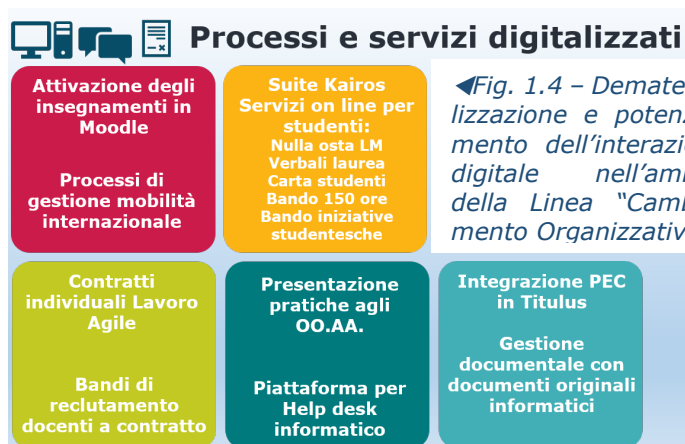 Processi e servizi digitalizzati
Attivazione degli
insegnamenti in
Moodle
Processi di
gestione mobilità
internazionale
Suite Kairos
Servizi on line per
studenti:
Nulla osta LM
Verbali laurea
Carta studenti
Bando 150 ore
Bando iniziative
studentesche
◀Fig. 1.4 – Demate
lizzazione e poten
mento dell’interazi
digitale nell’am
della Linea “Camb
mento Organizzativ
Contratti
individuali Lavoro
Agile
Bandi di
reclutamento
docenti a contratto
Presentazione
pratiche agli
OO.AA.
Piattaforma per
Help desk
informatico
Integrazione PEC
in Titulus
Gestione
documentale con
documenti originali
informatici